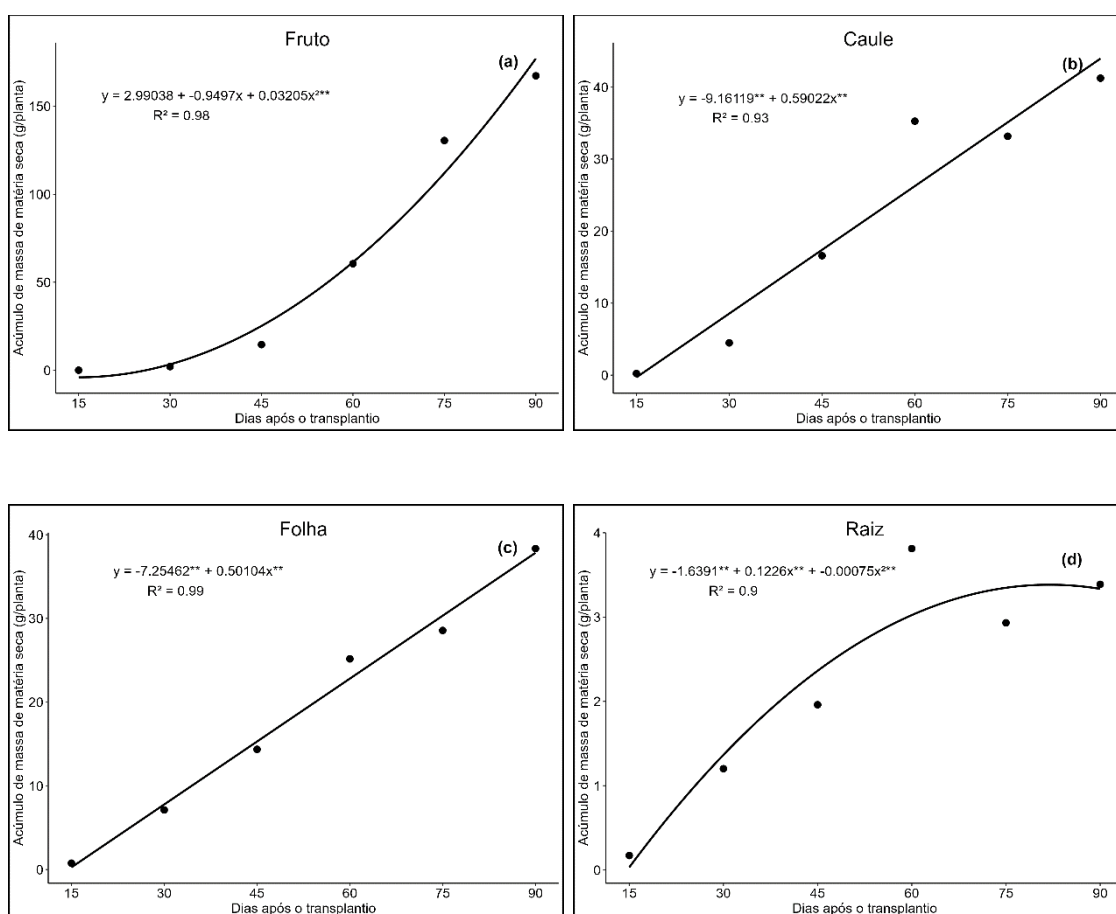 Fruto
(a)
y = 2.99038 + -0.9497x + 0.03205x²**
R² = 0.98
Acúmulo de massa de matéria seca (g/planta)
150
100
50
0
15 30 45 60 75 90
Dias após o transplantio
Caule
(b)
y = -9.16119** + 0.59022x**
R² = 0.93
Acúmulo de massa de matéria seca (g/planta)
40
30
20
10
0
15 30 45 60 75 90
Dias após o transplantio
Folha
(c)
y = -7.25462** + 0.50104x**
R² = 0.99
Acúmulo de massa de matéria seca (g/planta)
40
30
20
10
0
15 30 45 60 75 90
Dias após o transplantio
Raiz
(d)
y = -1.6391** + 0.1226x** + -0.00075x²**
R² = 0.9
Acúmulo de massa de matéria seca (g/planta)
4
3
2
1
0
15 30 45 60 75 90
Dias após o transplantio